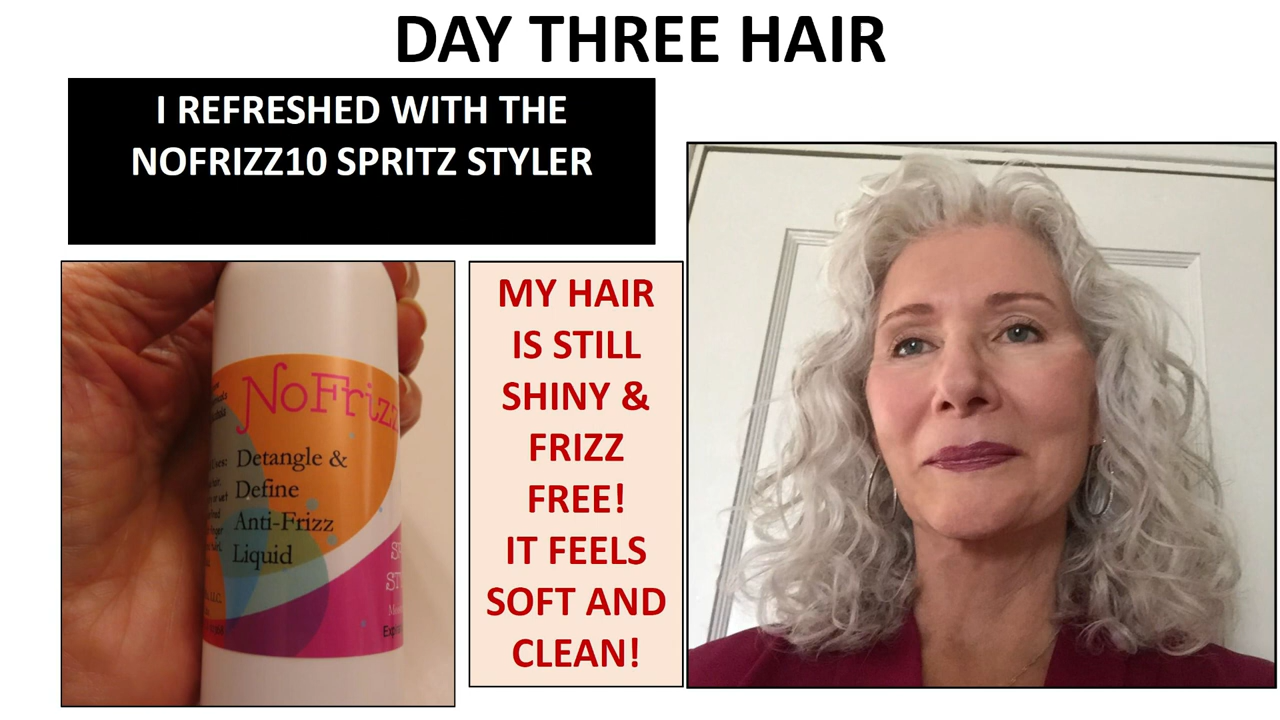 DAY THREE HAIR
I REFRESHED WITH THE
NOFRIZZ10 SPRITZ STYLER
NoFrizz
Detangle &
Define
Anti-Frizz
Liquid
MY HAIR
IS STILL
SHINY &
FRIZZ
FREE!
IT FEELS
SOFT AND
CLEAN!